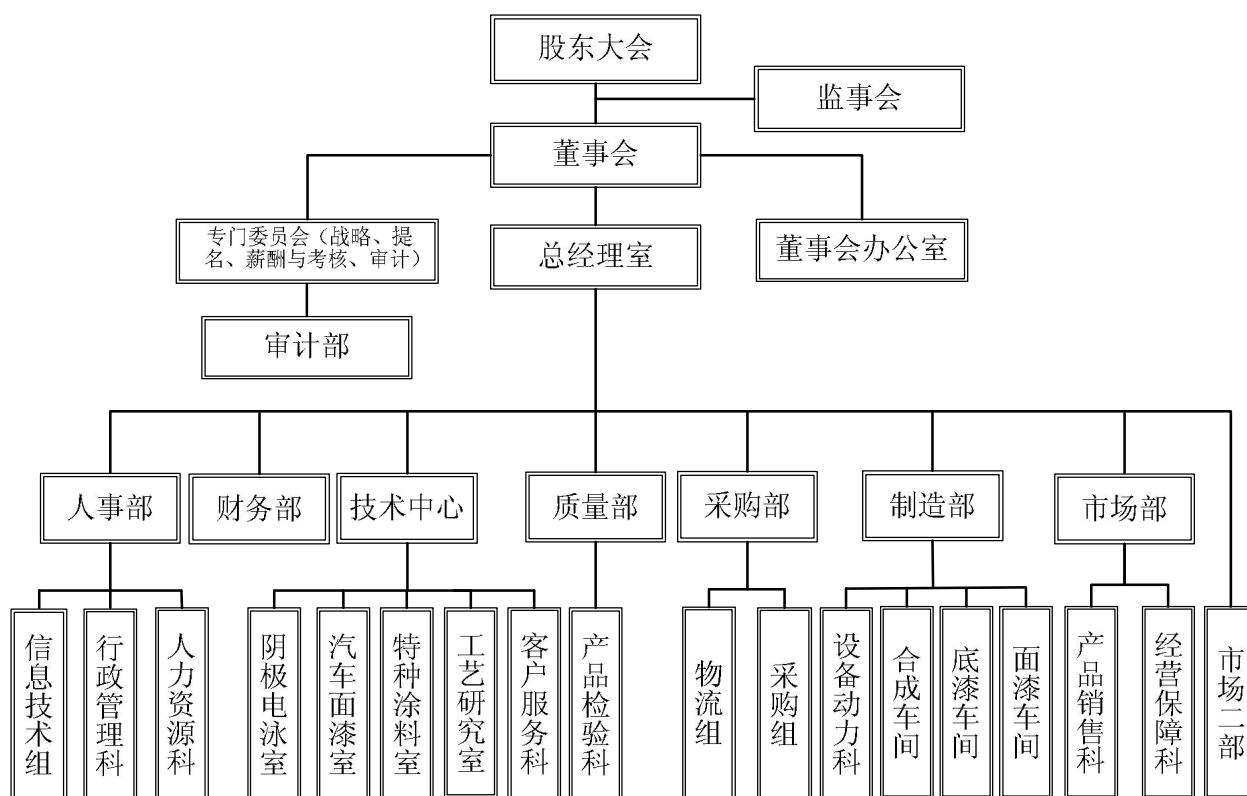 股东大会
监事会
董事会
专门委员会（战略、提
名、薪酬与考核、审计）
总经理室
董事会办公室
审计部
人事部
财务部
技术中心
质量部
采购部
制造部
市场部
信息技术组
行政管理科
人力资源科
阴极电泳室
汽车面漆室
特种涂料室
工艺研究室
客户服务科
产品检验科
物流组
采购组
设备动力科
合成车间
底漆车间
面漆车间
产品销售科
经营保障科
市场二部